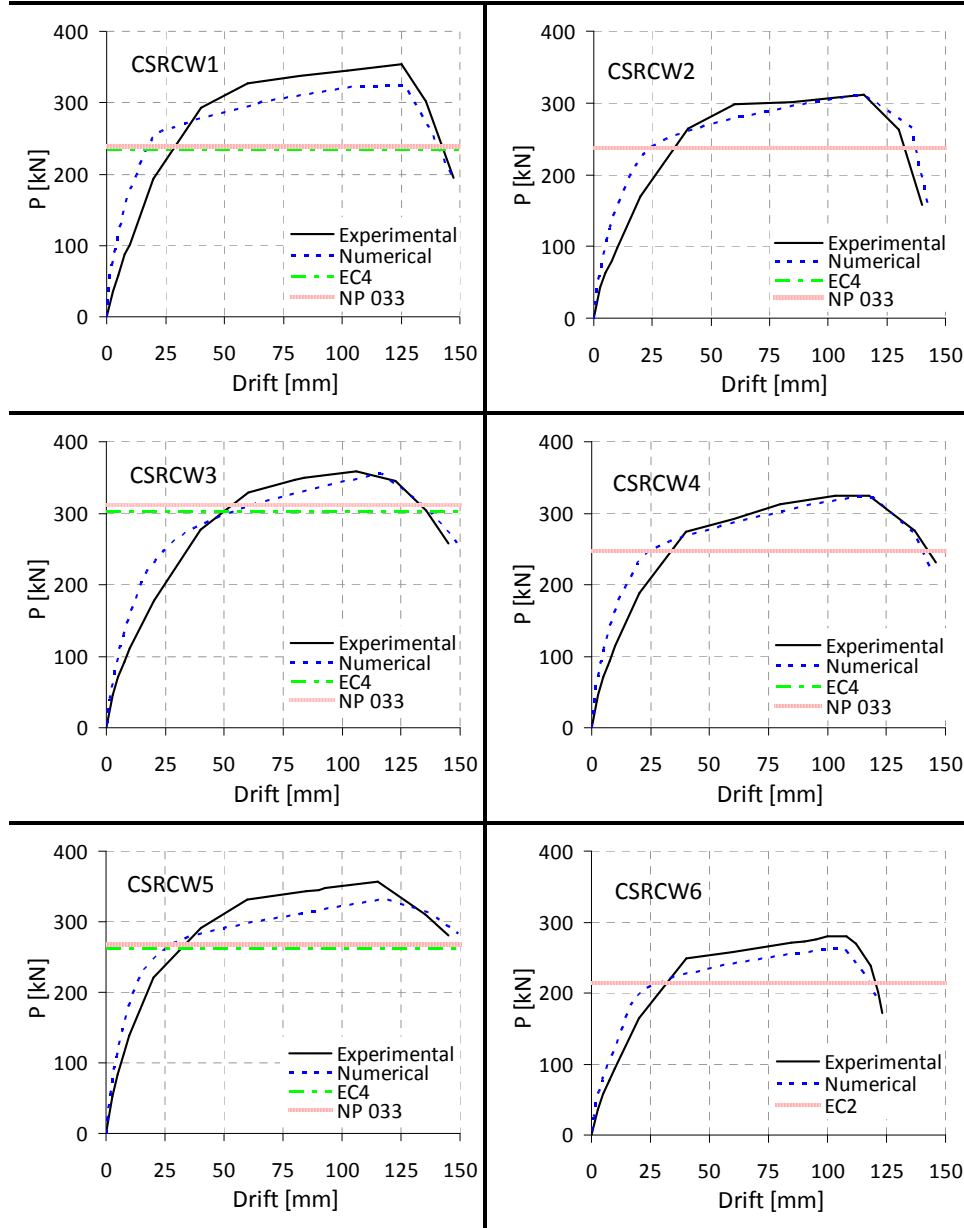 400
300
200
100
0
P [kN]
CSRCW1
Experimental
Numerical
EC4
NP 033
0 25 50 75 100 125 150
Drift [mm]
400
300
200
100
0
P [kN]
CSRCW2
Experimental
Numerical
EC4
NP 033
0 25 50 75 100 125 150
Drift [mm]
400
300
200
100
0
P [kN]
CSRCW3
Experimental
Numerical
EC4
NP 033
0 25 50 75 100 125 150
Drift [mm]
400
300
200
100
0
P [kN]
CSRCW4
Experimental
Numerical
EC4
NP 033
0 25 50 75 100 125 150
Drift [mm]
400
300
200
100
0
P [kN]
CSRCW5
Experimental
Numerical
EC4
NP 033
0 25 50 75 100 125 150
Drift [mm]
400
300
200
100
0
P [kN]
CSRCW6
Experimental
Numerical
EC2
0 25 50 75 100 125 150
Drift [mm]